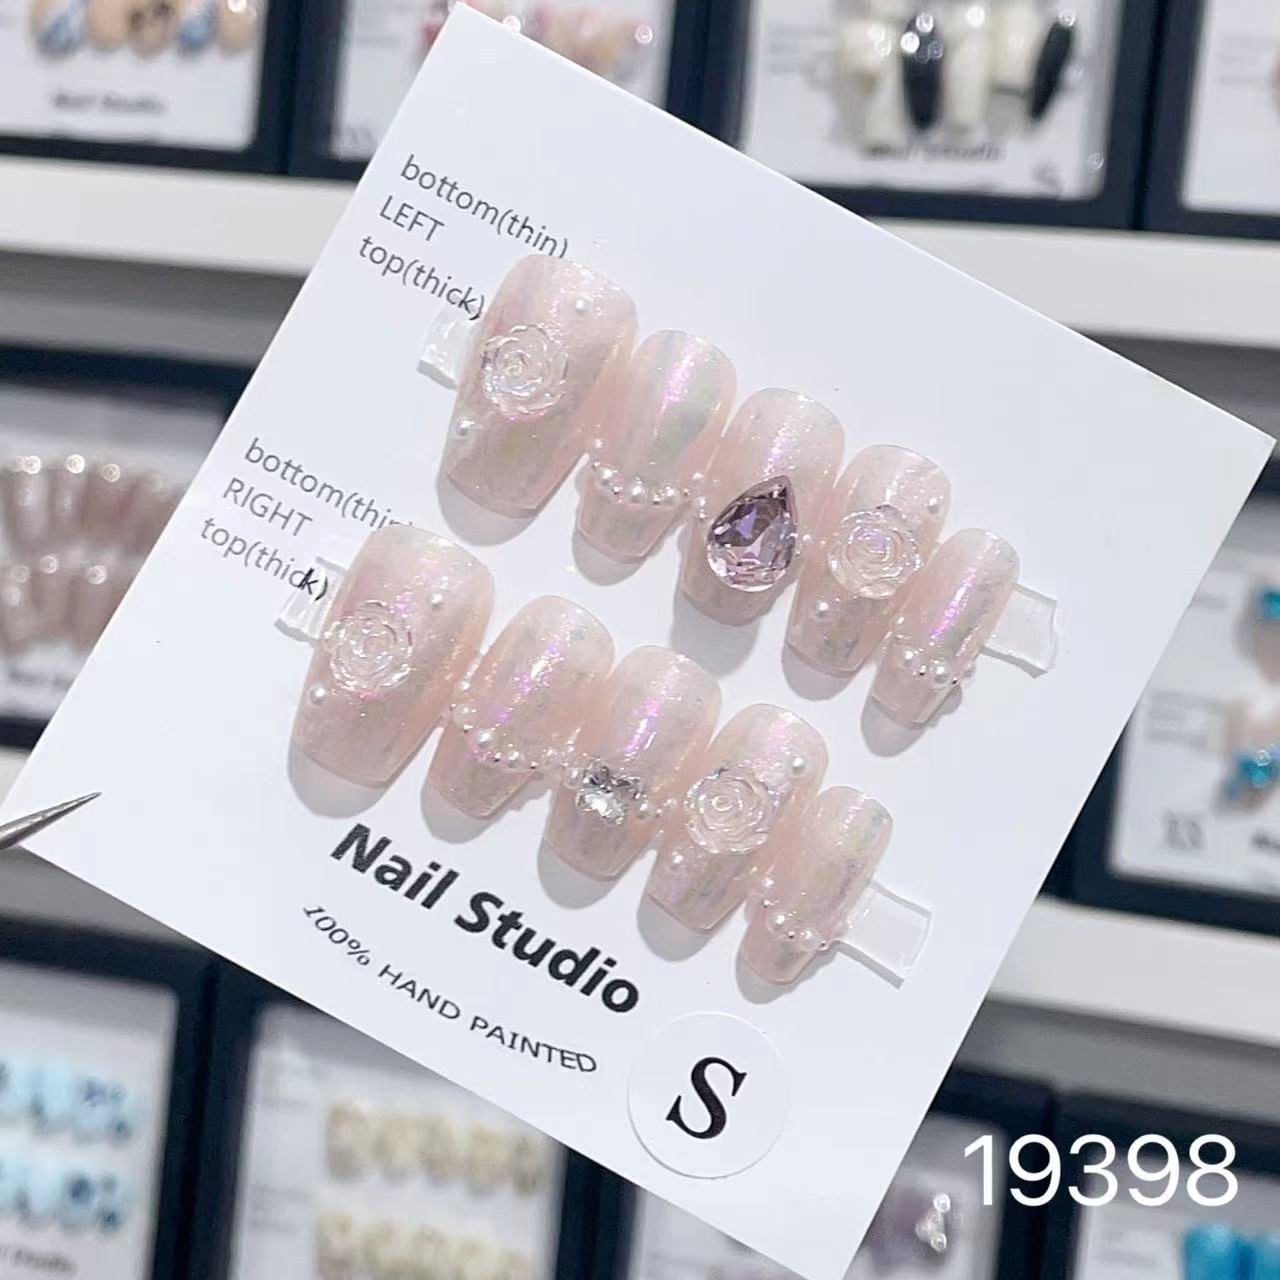 bottom(thin)
LEFT
top(thick)
bottom(thin)
RIGHT
top(thick)
Nail Studio
100% HAND PAINTED
S
19398